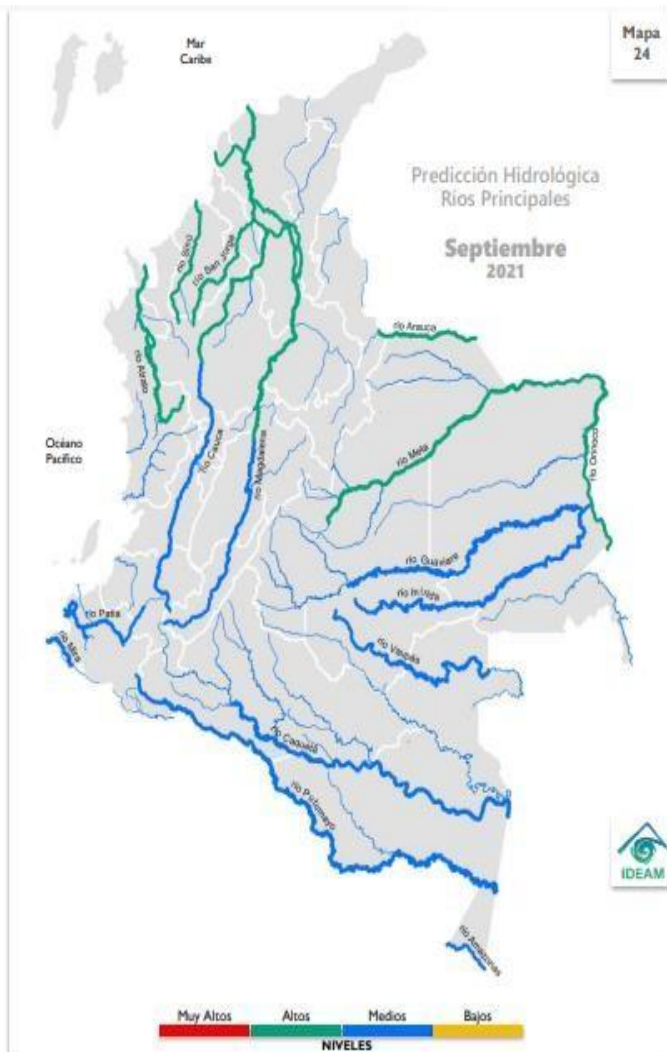 Mapa
24
Mar
Caribe
Predicción Hidrológica
Ríos Principales
Septiembre
2021
río Sinú
río San Jorge
río Arauca
río Atrato
Océano
Pacífico
río Cauca
río Magdalena
río Meta
río Orinoco
río Guaviare
río Inírida
río Patía
río Mira
río Vaupés
río Caquetá
río Putumayo
IDEAM
río Amazonas
Muy Altos Altos Medios Bajos
NIVELES